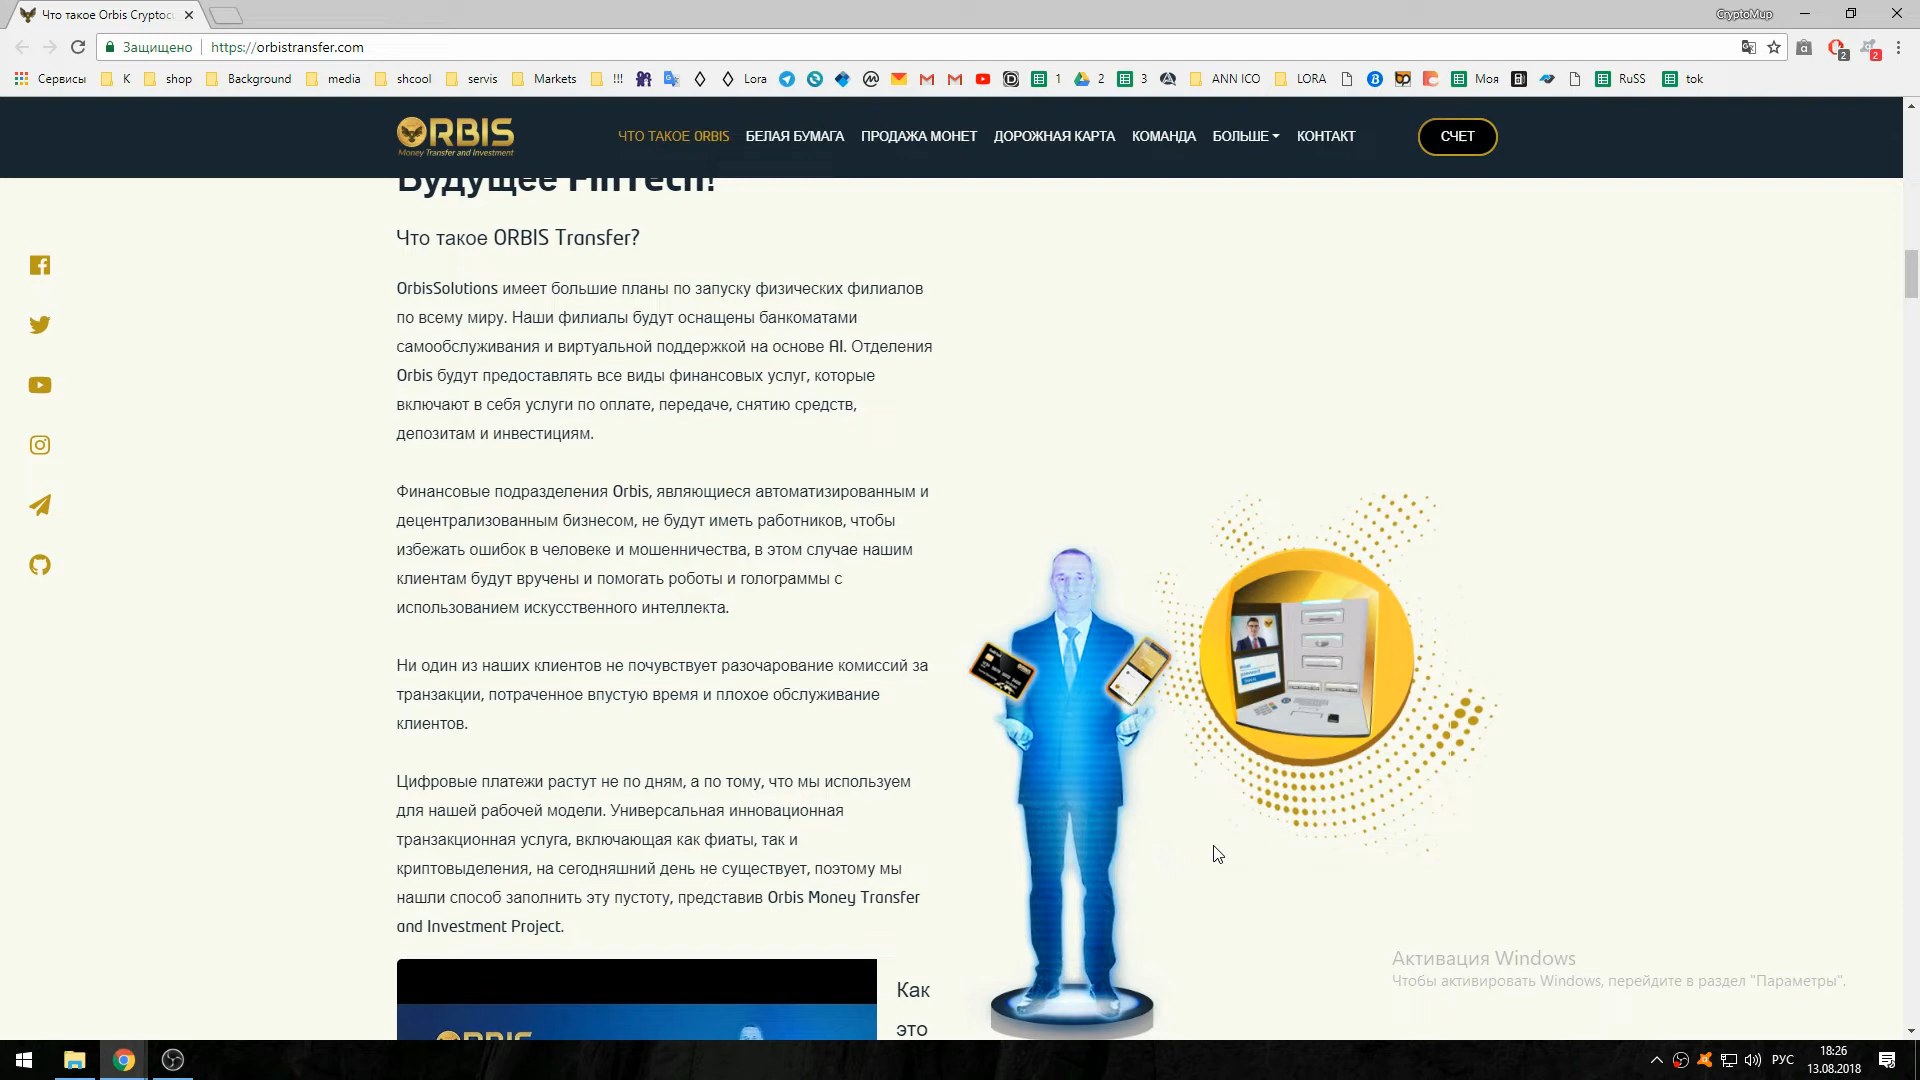 Что такое Orbis Cryptocu
CryptoMup
Защищено
https://orbistransfer.com
2
2
Сервисы
K
shop
Background
media
shcool
servis
Markets
!!!
Lora
1
2
3
ANN ICO
LORA
Моя
RuSS
tok
ORBIS
Money Transfer and Investment
ЧТО ТАКОЕ ORBIS
БЕЛАЯ БУМАГА
ПРОДАЖА МОНЕТ
ДОРОЖНАЯ КАРТА
КОМАНДА
БОЛЬШЕ
КОНТАКТ
СЧЕТ
Будущее FinTech!
Что такое ORBIS Transfer?
OrbisSolutions имеет большие планы по запуску физических филиалов
по всему миру. Наши филиалы будут оснащены банкоматами
самообслуживания и виртуальной поддержкой на основе AI. Отделения
Orbis будут предоставлять все виды финансовых услуг, которые
включают в себя услуги по оплате, передаче, снятию средств,
депозитам и инвестициям.
Финансовые подразделения Orbis, являющиеся автоматизированным и
децентрализованным бизнесом, не будут иметь работников, чтобы
избежать ошибок в человеке и мошенничества, в этом случае нашим
клиентам будут вручены и помогать роботы и голограммы с
использованием искусственного интеллекта.
Ни один из наших клиентов не почувствует разочарование комиссий за
транзакции, потраченное впустую время и плохое обслуживание
клиентов.
Цифровые платежи растут не по дням, а по тому, что мы используем
для нашей рабочей модели. Универсальная инновационная
транзакционная услуга, включающая как фиаты, так и
криптовыделения, на сегодняшний день не существует, поэтому мы
нашли способ заполнить эту пустоту, представив Orbis Money Transfer
and Investment Project.
ORBIS
Как
это
Активация Windows
Чтобы активировать Windows, перейдите в раздел "Параметры".
РУС
18:26
13.08.2018